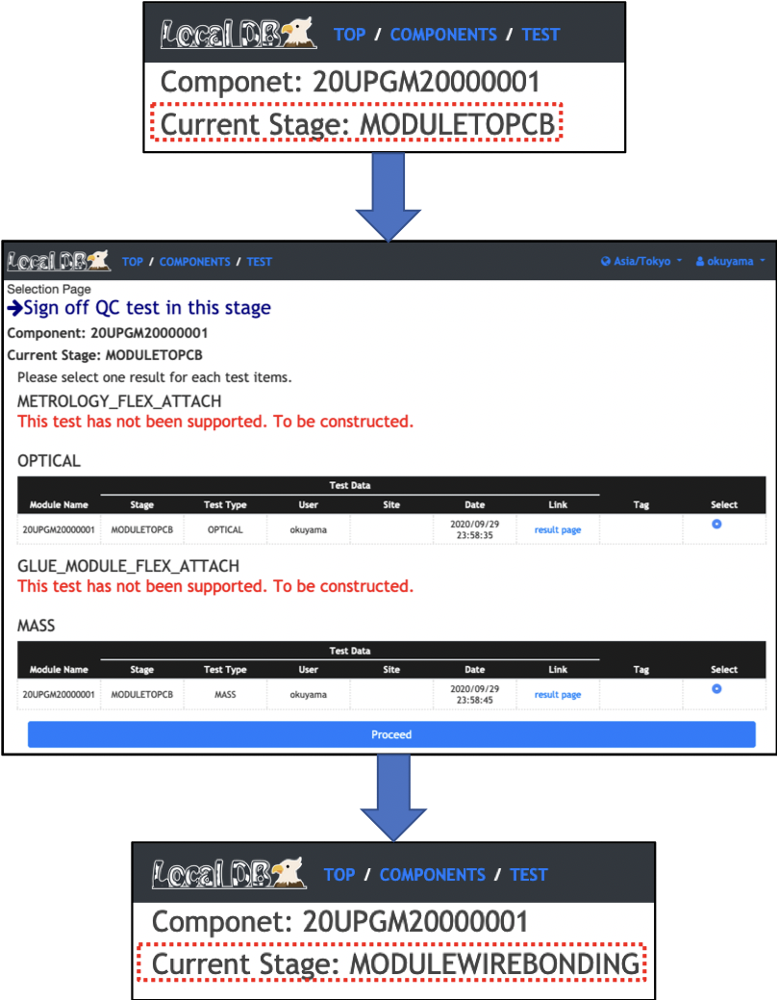 Local DB TOP / COMPONENTS / TEST
Componet: 20UPGM20000001
Current Stage: MODULETOPCB
Local DB TOP / COMPONENTS / TEST Asia/Tokyo okuyama
Selection Page
➔Sign off QC test in this stage
Component: 20UPGM20000001
Current Stage: MODULETOPCB
Please select one result for each test items.
METROLOGY_FLEX_ATTACH
This test has not been supported. To be constructed.
OPTICAL
Test Data
Module Name Stage Test Type User Site Date Link Tag Select
20UPGM20000001 MODULETOPCB OPTICAL okuyama 2020/09/29 result page
23:58:35
GLUE_MODULE_FLEX_ATTACH
This test has not been supported. To be constructed.
MASS
Test Data
Module Name Stage Test Type User Site Date Link Tag Select
20UPGM20000001 MODULETOPCB MASS okuyama 2020/09/29 result page
23:58:45
Proceed
Local DB TOP / COMPONENTS / TEST
Componet: 20UPGM20000001
Current Stage: MODULEWIREBONDING